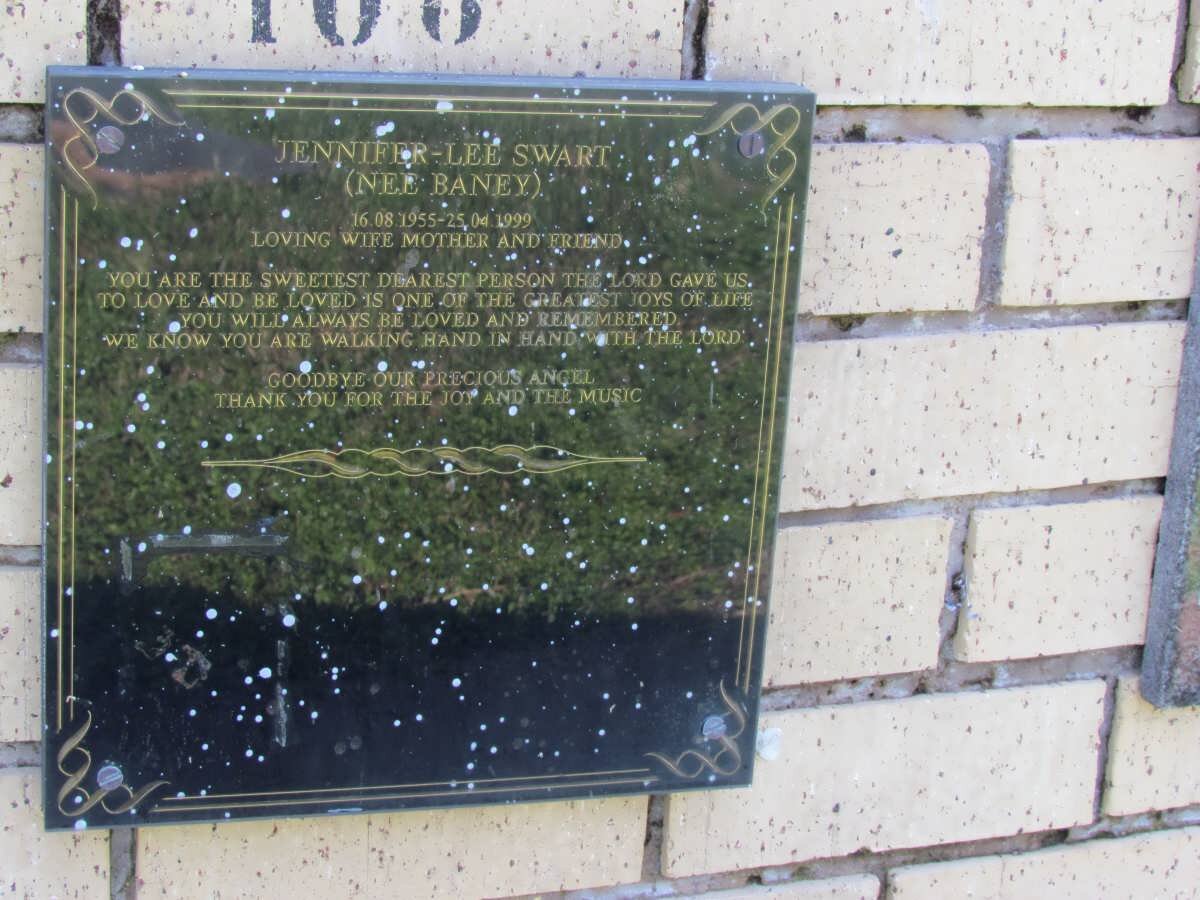 JENNIFER-LEE SWART
(NEE BANEY)
16.08.1955-25.04.1999
LOVING WIFE MOTHER AND FRIEND
YOU ARE THE SWEETEST DEAREST PERSON THE LORD GAVE US.
TO LOVE AND BE LOVED IS ONE OF THE GREATEST JOYS OF LIFE
YOU WILL ALWAYS BE LOVED AND REMEMBERED.
WE KNOW YOU ARE WALKING HAND IN HAND WITH THE LORD
GOODBYE OUR PRECIOUS ANGEL
THANK YOU FOR THE JOY AND THE MUSIC